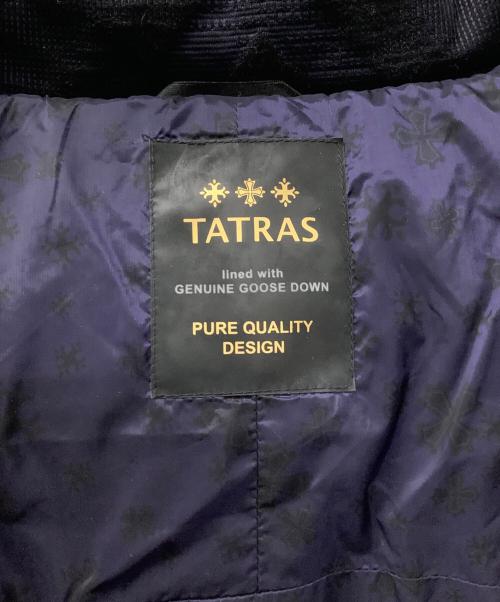 TATRAS
lined with
GENUINE GOOSE DOWN
PURE QUALITY
DESIGN